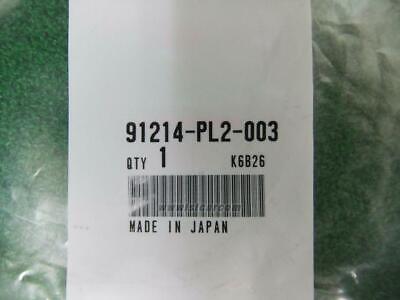 91214-PL2-003
QTY 1 K6B26
MADE IN JAPAN